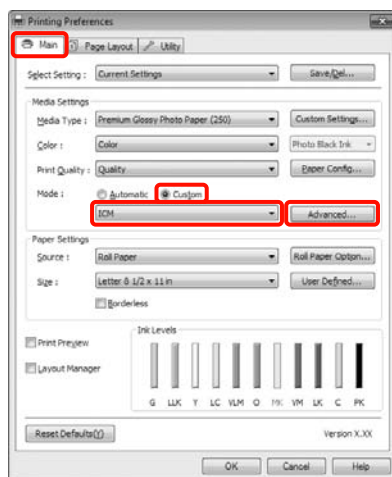 Printing Preferences
Main Page Layout Utility
Select Setting : Current Settings Save/Del...
Media Settings
Media Type : Premium Glossy Photo Paper (250) Custom Settings...
Color : Color Photo Black Ink
Print Quality : Quality Paper Config...
Mode : Automatic Custom
ICM Advanced...
Paper Settings
Source : Roll Paper Roll Paper Option...
Size : Letter 8 1/2 x 11 in User Defined...
Borderless
Ink Levels
Print Preview
Layout Manager
G LLK Y LC VLM O MK VM LK C PK
Reset Defaults(Y) Version X.XX
OK Cancel Help